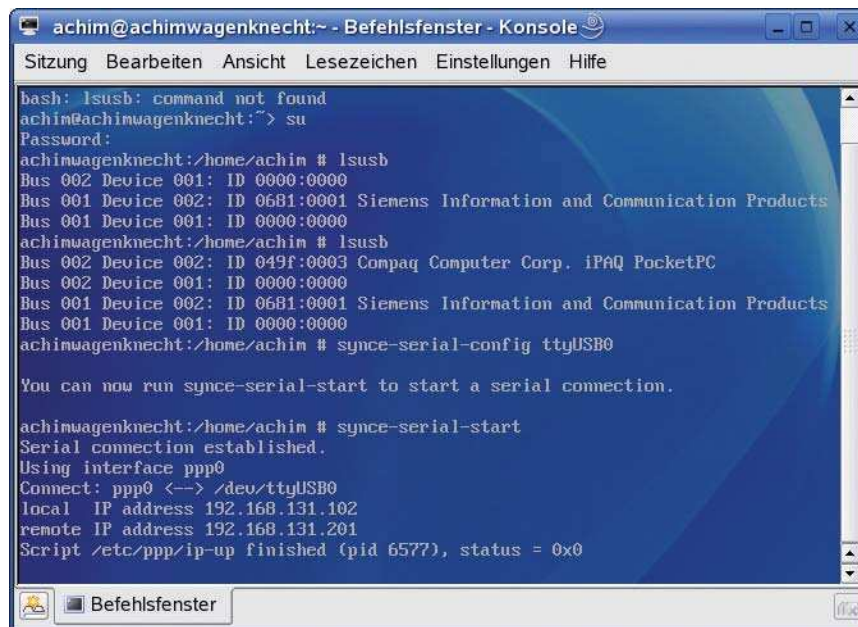 achim@achimwagenknecht:~ - Befehlsfenster - Konsole
Sitzung Bearbeiten Ansicht Lesezeichen Einstellungen Hilfe
bash: lsusb: command not found
achim@achimwagenknecht:~> su
Password:
achimwagenknecht:/home/achim # lsusb
Bus 002 Device 001: ID 0000:0000
Bus 001 Device 002: ID 0681:0001 Siemens Information and Communication Products
Bus 001 Device 001: ID 0000:0000
achimwagenknecht:/home/achim # lsusb
Bus 002 Device 002: ID 049f:0003 Compaq Computer Corp. iPAQ PocketPC
Bus 002 Device 001: ID 0000:0000
Bus 001 Device 002: ID 0681:0001 Siemens Information and Communication Products
Bus 001 Device 001: ID 0000:0000
achimwagenknecht:/home/achim # synce-serial-config ttyUSB0
You can now run synce-serial-start to start a serial connection.
achimwagenknecht:/home/achim # synce-serial-start
Serial connection established.
Using interface ppp0
Connect: ppp0 <--> /dev/ttyUSB0
local IP address 192.168.131.102
remote IP address 192.168.131.201
Script /etc/ppp/ip-up finished (pid 6577), status = 0x0
Befehlsfenster